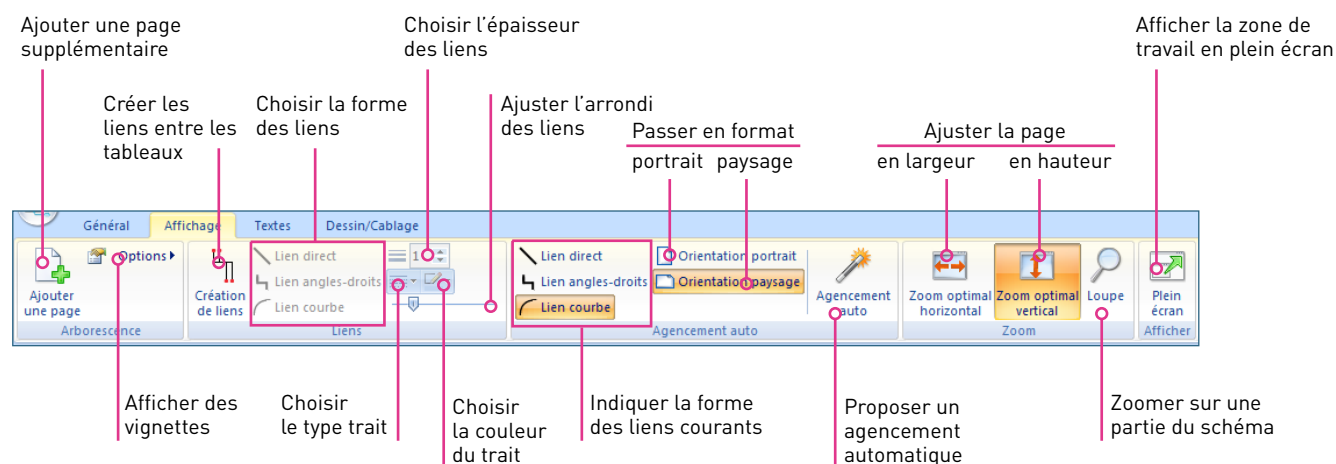 Ajouter une page
supplémentaire
Choisir l'épaisseur
des liens
Afficher la zone de
travail en plein écran
Créer les
liens entre les
tableaux
Choisir la forme
des liens
Ajuster l'arrondi
des liens
Passer en format
portrait paysage
Ajuster la page
en largeur en hauteur
Général Affichage Textes Dessin/Cablage
Ajouter
une page
Options
Arborescence
Création
de liens
Lien direct
Lien angles-droits
Lien courbe
1
Liens
Lien direct
Lien angles-droits
Lien courbe
Orientation portrait
Orientation paysage
Agencement
auto
Agencement auto
Zoom optimal
horizontal
Zoom optimal
vertical
Loupe
Zoom
Plein
écran
Afficher
Afficher des
vignettes
Choisir
le type trait
Choisir
la couleur
du trait
Indiquer la forme
des liens courants
Proposer un
agencement
automatique
Zoomer sur une
partie du schéma